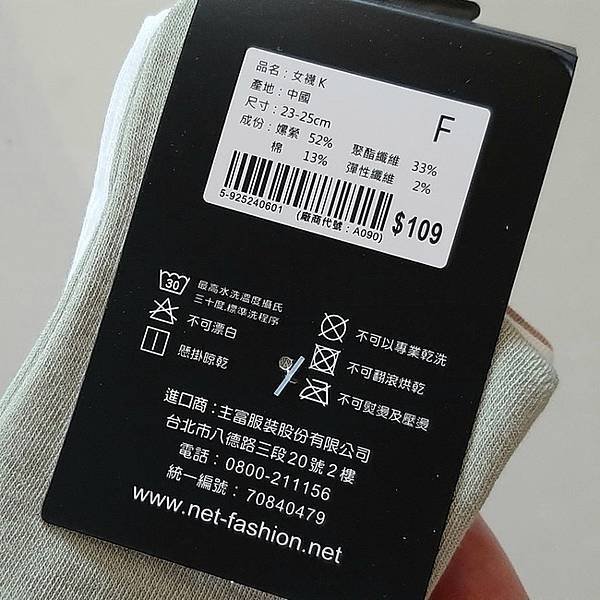 品名：女襪K
產地：中國
尺寸：23-25cm
F
成份：嫘縈 52% 聚酯纖維 33%
棉 13% 彈性纖維 2%
5-925240601 (廠商代號：A090) $109
30 最高水洗溫度攝氏
三十度,標準洗程序
不可漂白
懸掛晾乾
不可以專業乾洗
不可翻滾烘乾
不可熨燙及壓燙
進口商：主富服裝股份有限公司
台北市八德路三段20號2樓
電話：0800-211156
統一編號：70840479
www.net-fashion.net